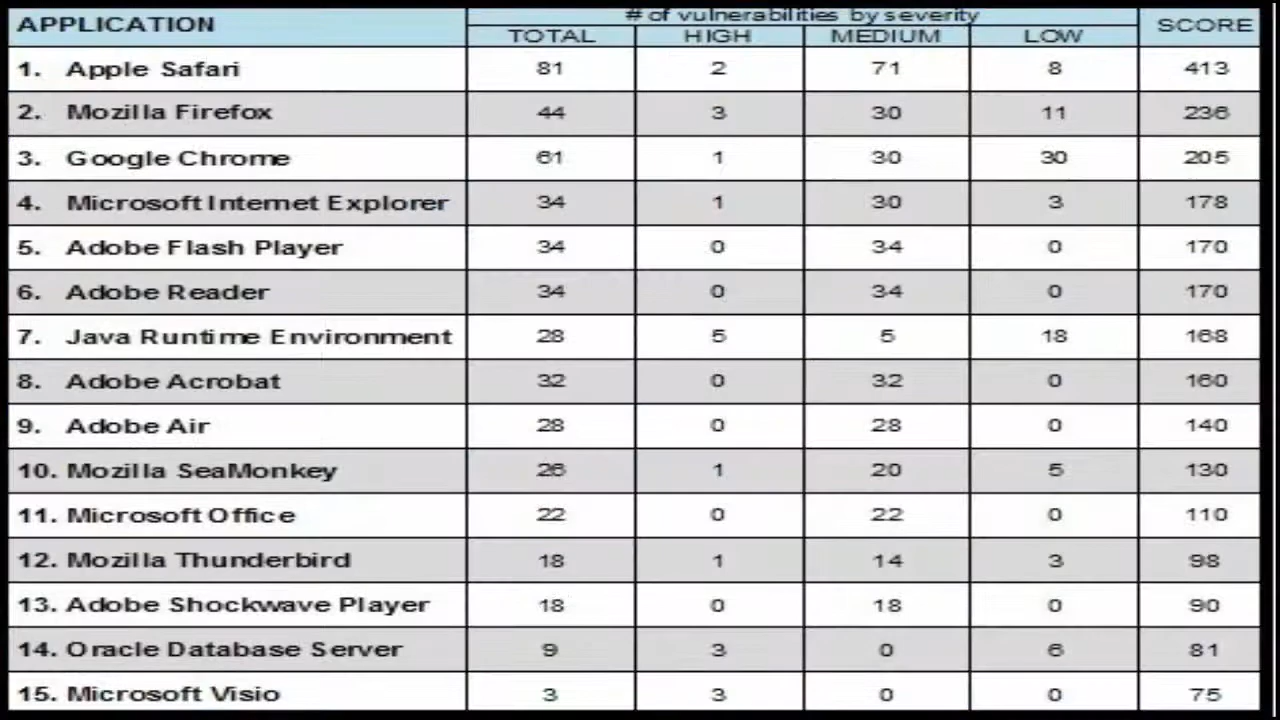 APPLICATION # of vulnerabilities by severity SCORE
TOTAL HIGH MEDIUM LOW
1. Apple Safari 81 2 71 8 413
2. Mozilla Firefox 44 3 30 11 236
3. Google Chrome 61 1 30 30 205
4. Microsoft Internet Explorer 34 1 30 3 178
5. Adobe Flash Player 34 0 34 0 170
6. Adobe Reader 34 0 34 0 170
7. Java Runtime Environment 28 5 5 18 168
8. Adobe Acrobat 32 0 32 0 160
9. Adobe Air 28 0 28 0 140
10. Mozilla SeaMonkey 26 1 20 5 130
11. Microsoft Office 22 0 22 0 110
12. Mozilla Thunderbird 18 1 14 3 98
13. Adobe Shockwave Player 18 0 18 0 90
14. Oracle Database Server 9 3 0 6 81
15. Microsoft Visio 3 3 0 0 75